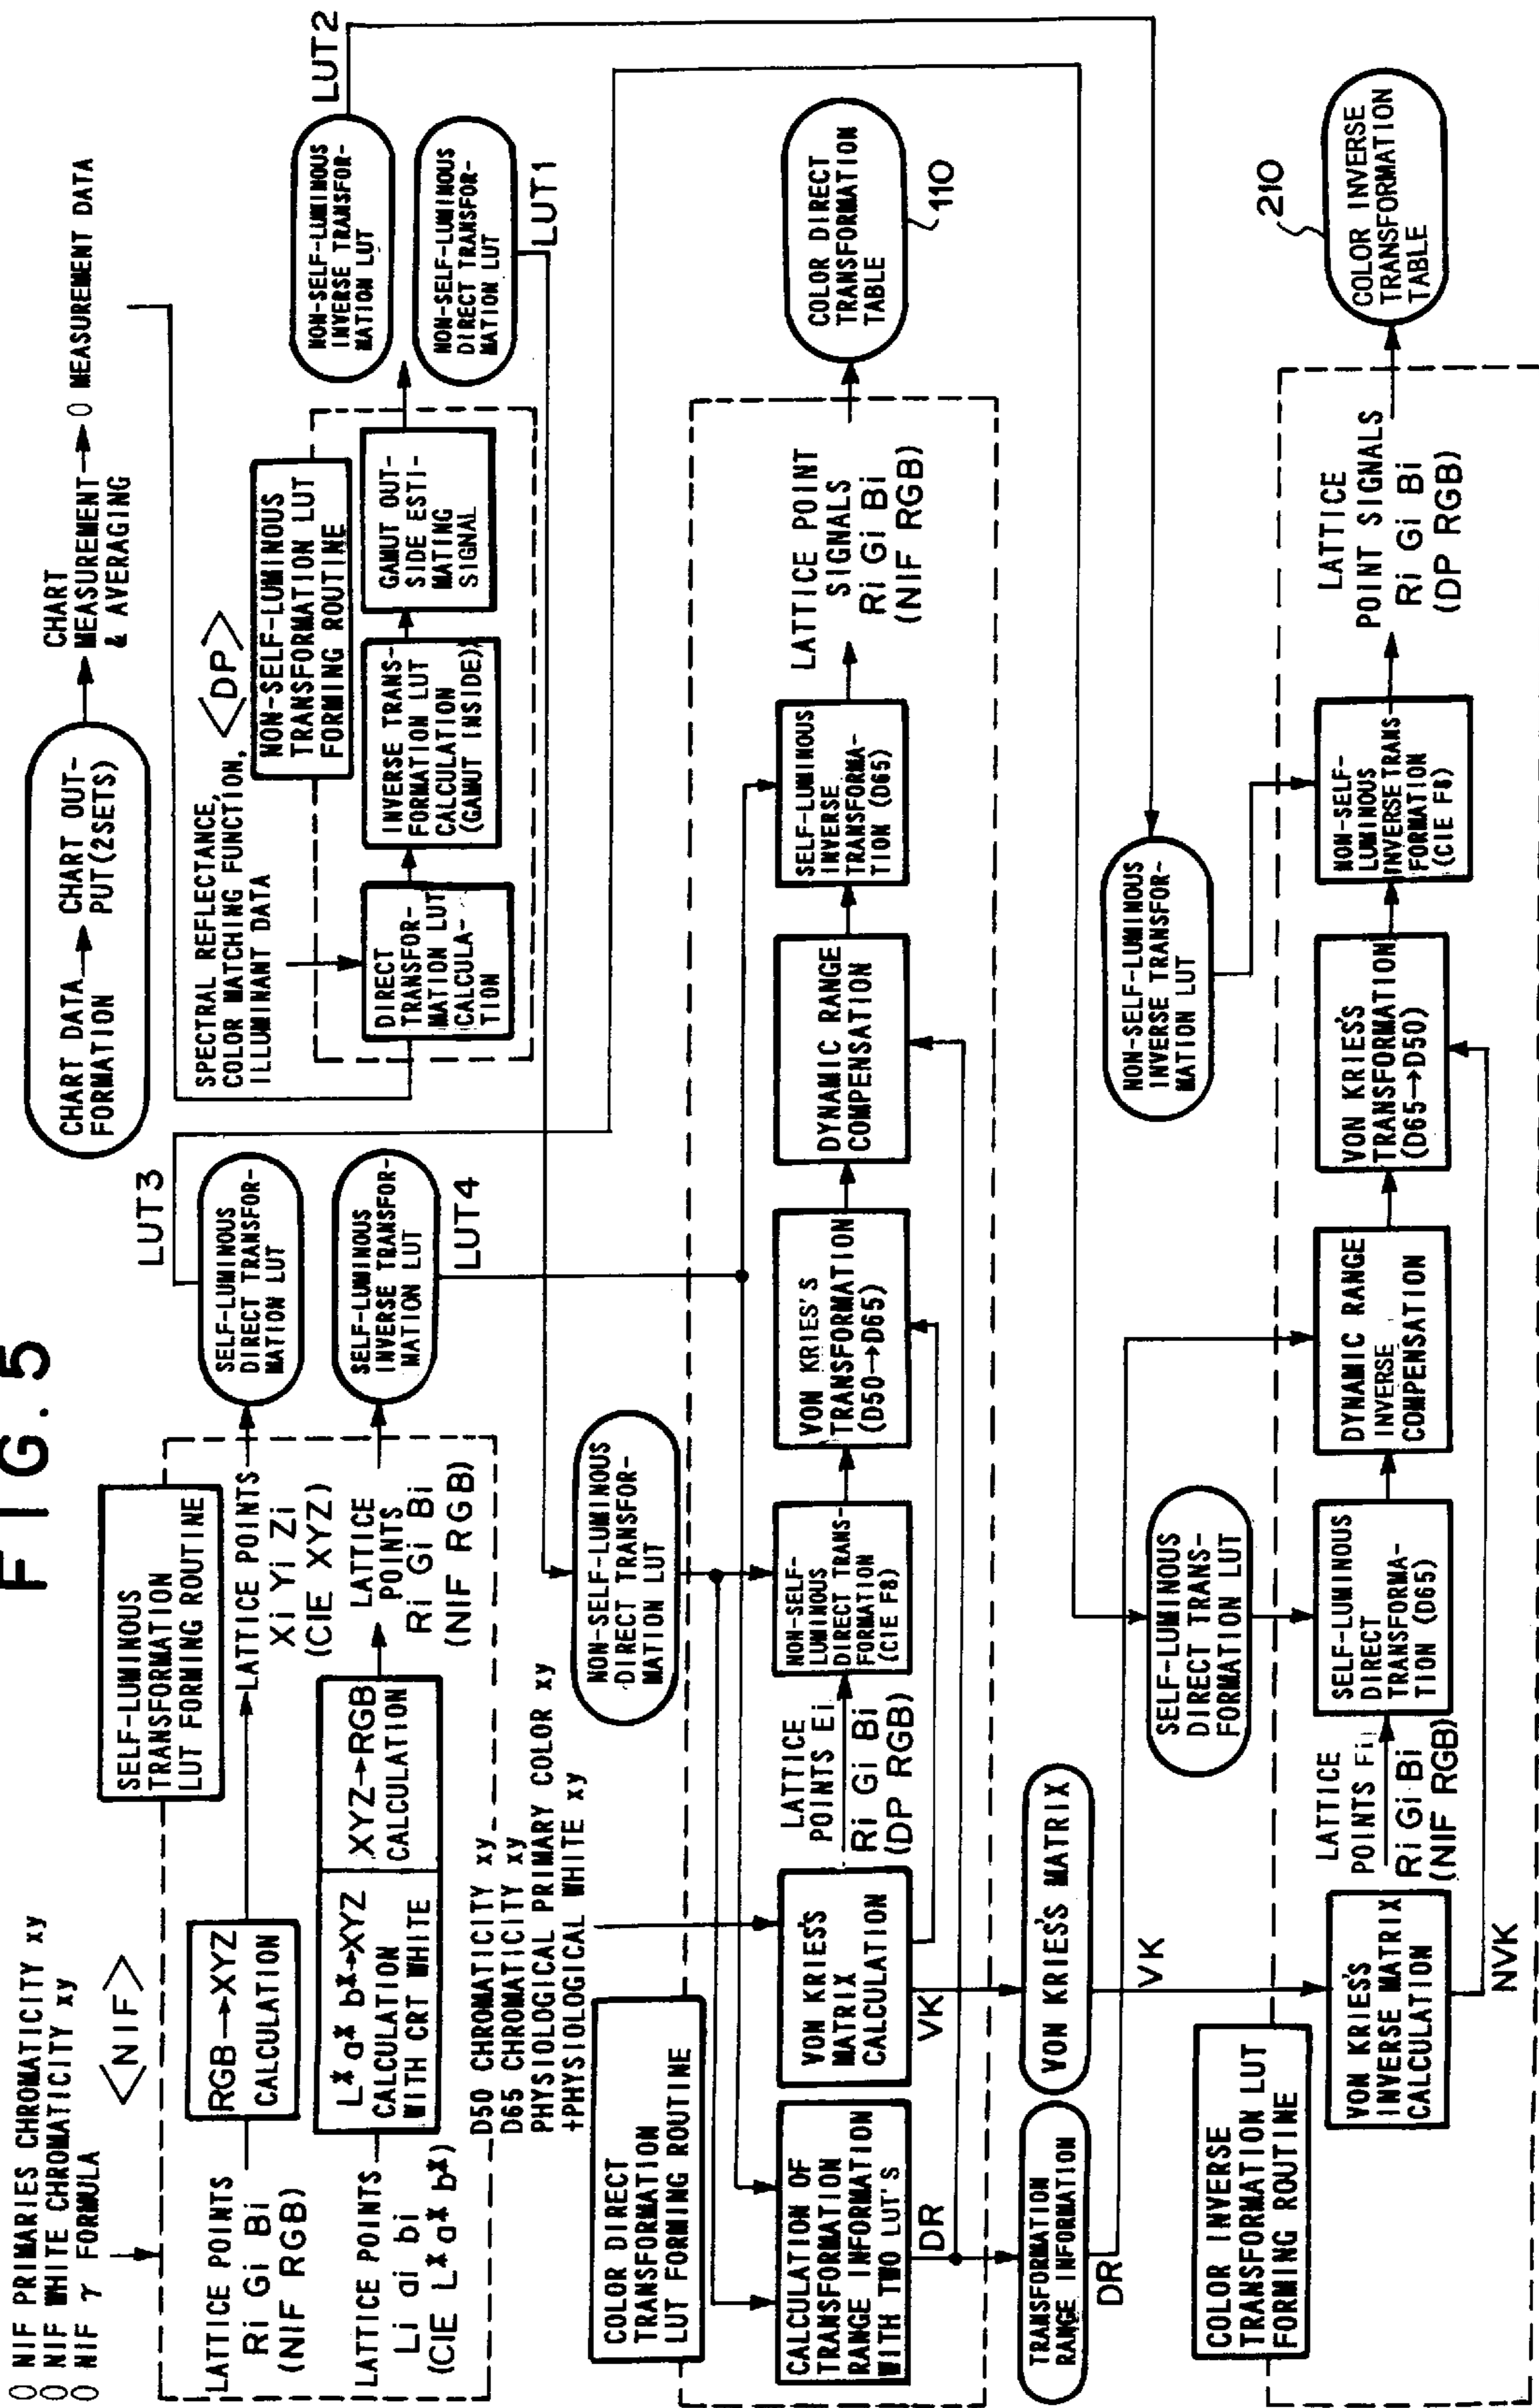 FIG. 5
○ NIF PRIMARIES CHROMATICITY xy
○ NIF WHITE CHROMATICITY xy
○ NIF γ FORMULA
<NIF>
SELF-LUMINOUS
TRANSFORMATION
LUT FORMING ROUTINE
LATTICE POINTS
Ri Gi Bi
(NIF RGB)
RGB→XYZ
CALCULATION
LATTICE POINTS
Xi Yi Zi
(CIE XYZ)
LATTICE POINTS
Li ai bi
(CIE L* a* b*)
L* a* b*→XYZ
CALCULATION
WITH CRT WHITE
XYZ→RGB
CALCULATION
LATTICE
POINTS
Ri Gi Bi
(NIF RGB)
LUT3
SELF-LUMINOUS
DIRECT TRANSFOR-
MATION LUT
SELF-LUMINOUS
INVERSE TRANSFOR-
MATION LUT
LUT4
CHART DATA
FORMATION
CHART OUT-
PUT(2SETS)
CHART
MEASUREMENT
& AVERAGING
○ MEASUREMENT DATA
SPECTRAL REFLECTANCE,
COLOR MATCHING FUNCTION,
ILLUMINANT DATA
<DP>
NON-SELF-LUMINOUS
TRANSFORMATION LUT
FORMING ROUTINE
DIRECT
TRANSFOR-
MATION LUT
CALCULA-
TION
INVERSE TRANS-
FORMATION LUT
CALCULATION
(GAMUT INSIDE)
GAMUT OUT-
SIDE ESTI-
MATING
SIGNAL
NON-SELF-LUMINOUS
INVERSE TRANSFOR-
MATION LUT
LUT2
NON-SELF-LUMINOUS
DIRECT TRANSFOR-
MATION LUT
LUT1
D50 CHROMATICITY xy
D65 CHROMATICITY xy
PHYSIOLOGICAL PRIMARY COLOR xy
+PHYSIOLOGICAL WHITE xy
NON-SELF-LUMINOUS
DIRECT TRANSFOR-
MATION LUT
COLOR DIRECT
TRANSFORMATION
LUT FORMING ROUTINE
CALCULATION OF
TRANSFORMATION
RANGE INFORMATION
WITH TWO LUT'S
DR
VON KRIE'S
MATRIX
CALCULATION
VK
LATTICE
POINTS Ei
Ri Gi Bi
(DP RGB)
NON-SELF-
LUMINOUS
DIRECT TRANS-
FORMATION
(CIE F8)
VON KRIES'S
TRANSFORMATION
(D50→D65)
DYNAMIC RANGE
COMPENSATION
SELF-LUMINOUS
INVERSE
TRANSFORMA-
TION (D65)
LATTICE POINT
SIGNALS
Ri Gi Bi
(NIF RGB)
COLOR DIRECT
TRANSFORMATION
TABLE
110
TRANSFORMATION
RANGE INFORMATION
DR
VON KRIE'S MATRIX
VK
SELF-LUMINOUS
DIRECT TRANS-
FORMATION LUT
NON-SELF-LUMINOUS
INVERSE TRANSFOR-
MATION LUT
COLOR INVERSE
TRANSFORMATION LUT
FORMING ROUTINE
VON KRIE'S
INVERSE MATRIX
CALCULATION
NVK
LATTICE
POINTS Fi
Ri Gi Bi
(NIF RGB)
SELF-LUMINOUS
DIRECT
TRANSFORMA-
TION (D65)
DYNAMIC RANGE
INVERSE
COMPENSATION
VON KRIE'S
TRANSFORMATION
(D65→D50)
NON-SELF-
LUMINOUS
INVERSE TRANS
FORMATION
(CIE F8)
LATTICE
POINT SIGNALS
Ri Gi Bi
(DP RGB)
COLOR INVERSE
TRANSFORMATION
TABLE
210